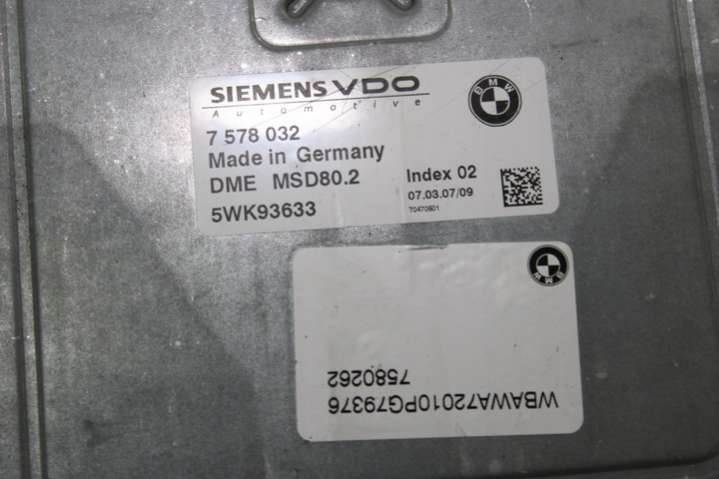 SIEMENS VDO
Automotive
BMW
7 578 032
Made in Germany
DME MSD80.2
Index 02
07.03.07/09
5WK93633
T0470601
BMW
WBAWA72010PG79376
7580262